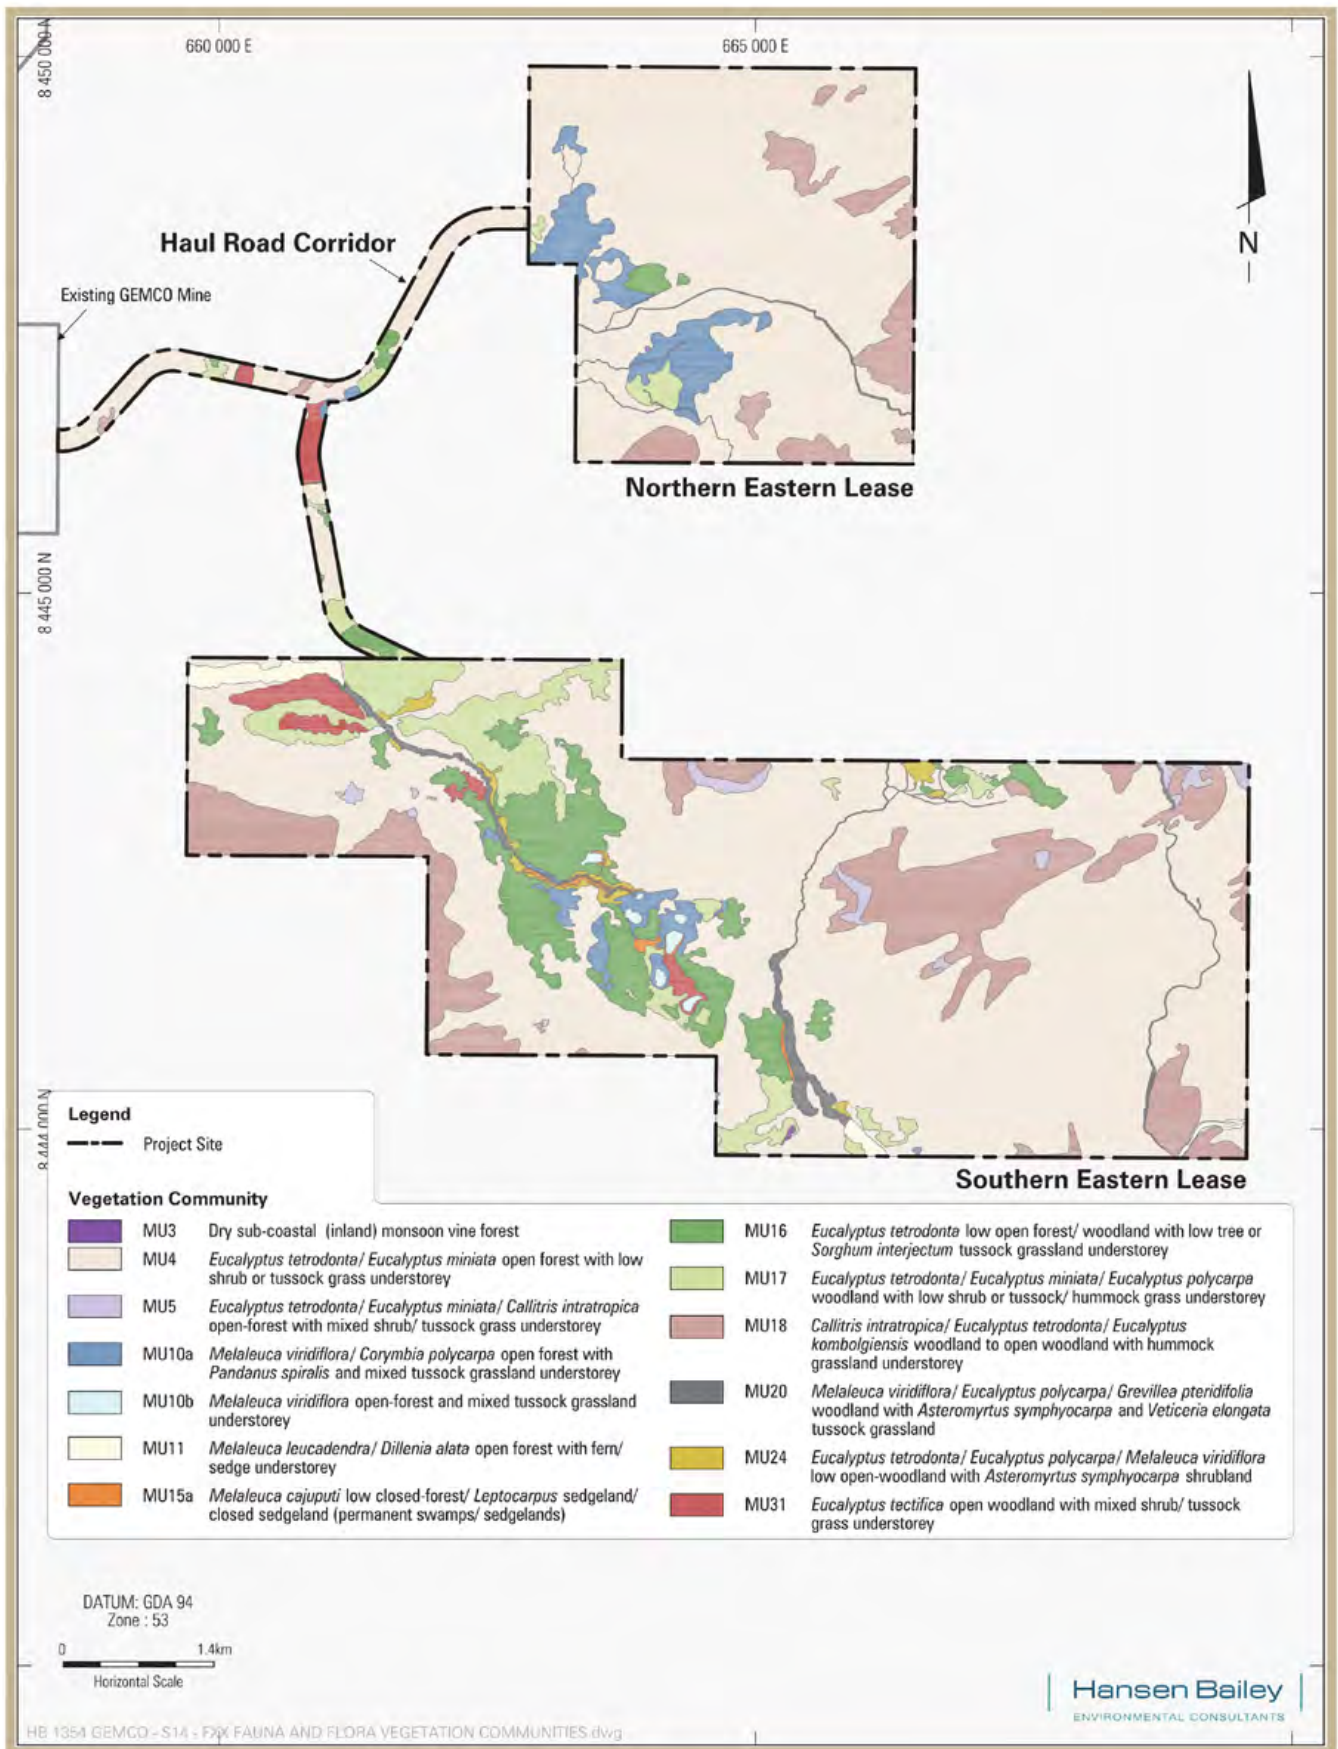 660 000 E
665 000 E
8 450 000 N
Haul Road Corridor
N
Existing GEMCO Mine
Northern Eastern Lease
8 445 000 N
8 444 000 N
Southern Eastern Lease
Legend
Project Site
Vegetation Community
MU3 Dry sub-coastal (inland) monsoon vine forest
MU4 Eucalyptus tetrodonta/ Eucalyptus miniata open forest with low
shrub or tussock grass understorey
MU5 Eucalyptus tetrodonta/ Eucalyptus miniata/ Callitris intratropica
open-forest with mixed shrub/ tussock grass understorey
MU10a Melaleuca viridiflora/ Corymbia polycarpa open forest with
Pandanus spiralis and mixed tussock grassland understorey
MU10b Melaleuca viridiflora open-forest and mixed tussock grassland
understorey
MU11 Melaleuca leucadendra/ Dillenia alata open forest with fern/
sedge understorey
MU15a Melaleuca cajuputi low closed-forest/ Leptocarpus sedgeland/
closed sedgeland (permanent swamps/ sedgelands)
MU16 Eucalyptus tetrodonta low open forest/ woodland with low tree or
Sorghum interjectum tussock grassland understorey
MU17 Eucalyptus tetrodonta/ Eucalyptus miniata/ Eucalyptus polycarpa
woodland with low shrub or tussock/ hummock grass understorey
MU18 Callitris intratropica/ Eucalyptus tetrodonta/ Eucalyptus
kombolgiensis woodland to open woodland with hummock
grassland understorey
MU20 Melaleuca viridiflora/ Eucalyptus polycarpa/ Grevillea pteridifolia
woodland with Asteromyrtus symphyocarpa and Veticeria elongata
tussock grassland
MU24 Eucalyptus tetrodonta/ Eucalyptus polycarpa/ Melaleuca viridiflora
low open-woodland with Asteromyrtus symphyocarpa shrubland
MU31 Eucalyptus tectifica open woodland with mixed shrub/ tussock
grass understorey
DATUM: GDA 94
Zone : 53
0 1.4km
Horizontal Scale
Hansen Bailey
ENVIRONMENTAL CONSULTANTS
HB 1354 GEMCO - S14 - FXX FAUNA AND FLORA VEGETATION COMMUNITIES.dwg